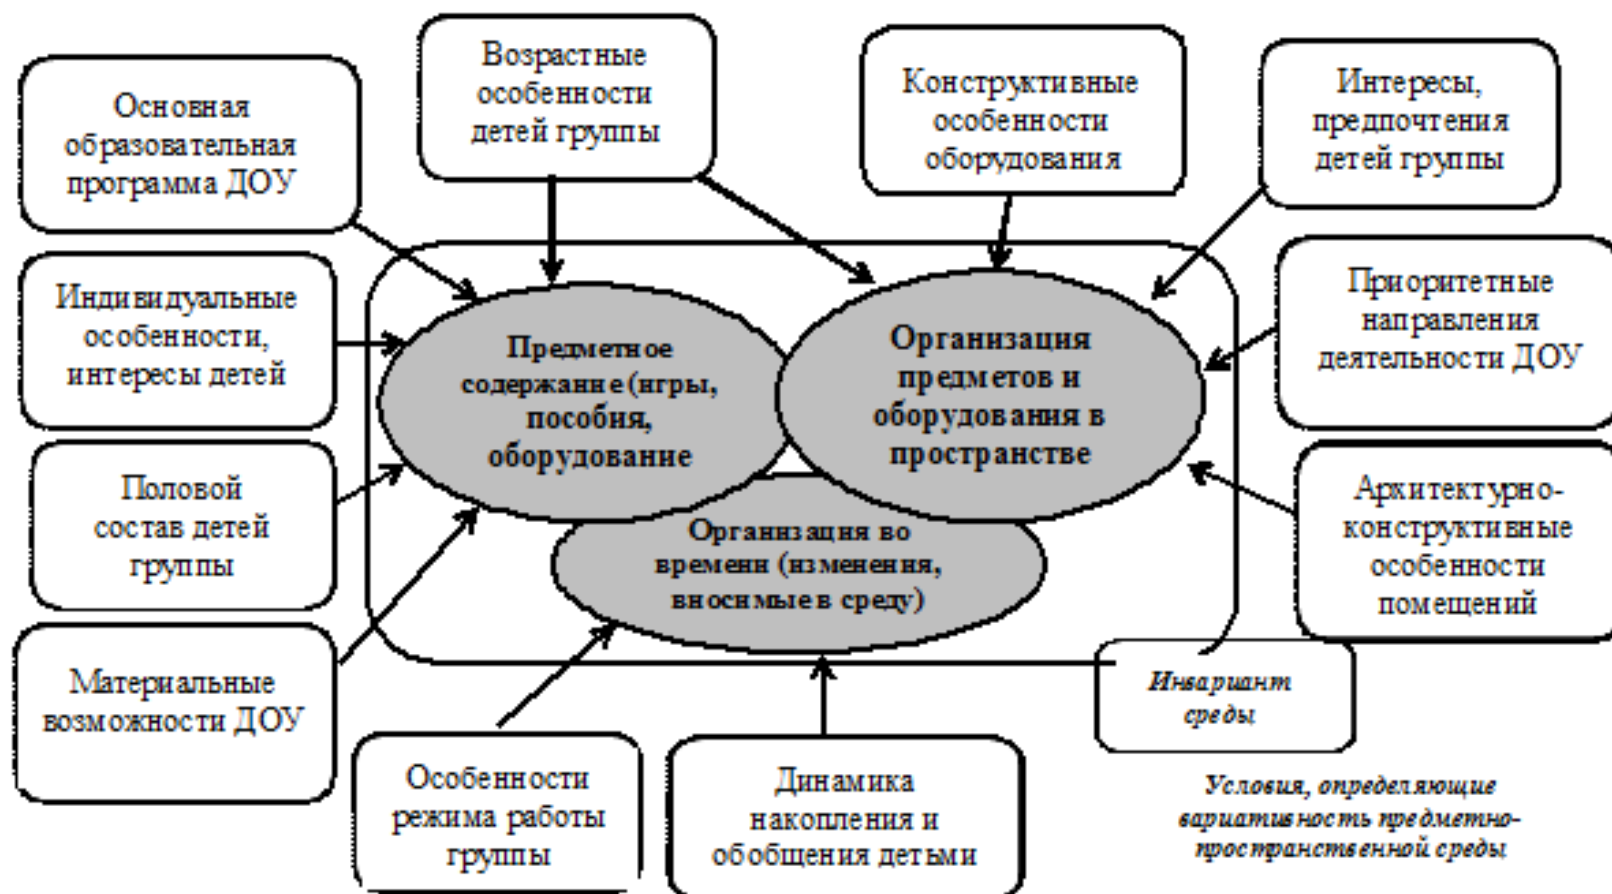 Основная
образовательная
программа ДОУ
Возрастные
особенности
детей группы
Конструктивные
особенности
оборудования
Интересы,
предпочтения
детей группы
Индивидуальные
особенности,
интересы детей
Предметное
содержание (игры,
пособия,
оборудование
Организация
предметов и
оборудования в
пространстве
Приоритетные
направления
деятельности ДОУ
Половой
состав детей
группы
Организация во
времени (изменения,
вносимые в среду)
Архитектурно-
конструктивные
особенности
помещений
Материальные
возможности ДОУ
Инвариант
среды
Особенности
режима работы
группы
Динамика
накопления и
обобщения детьми
Условия, определяющие
вариативность предметно-
пространственной среды